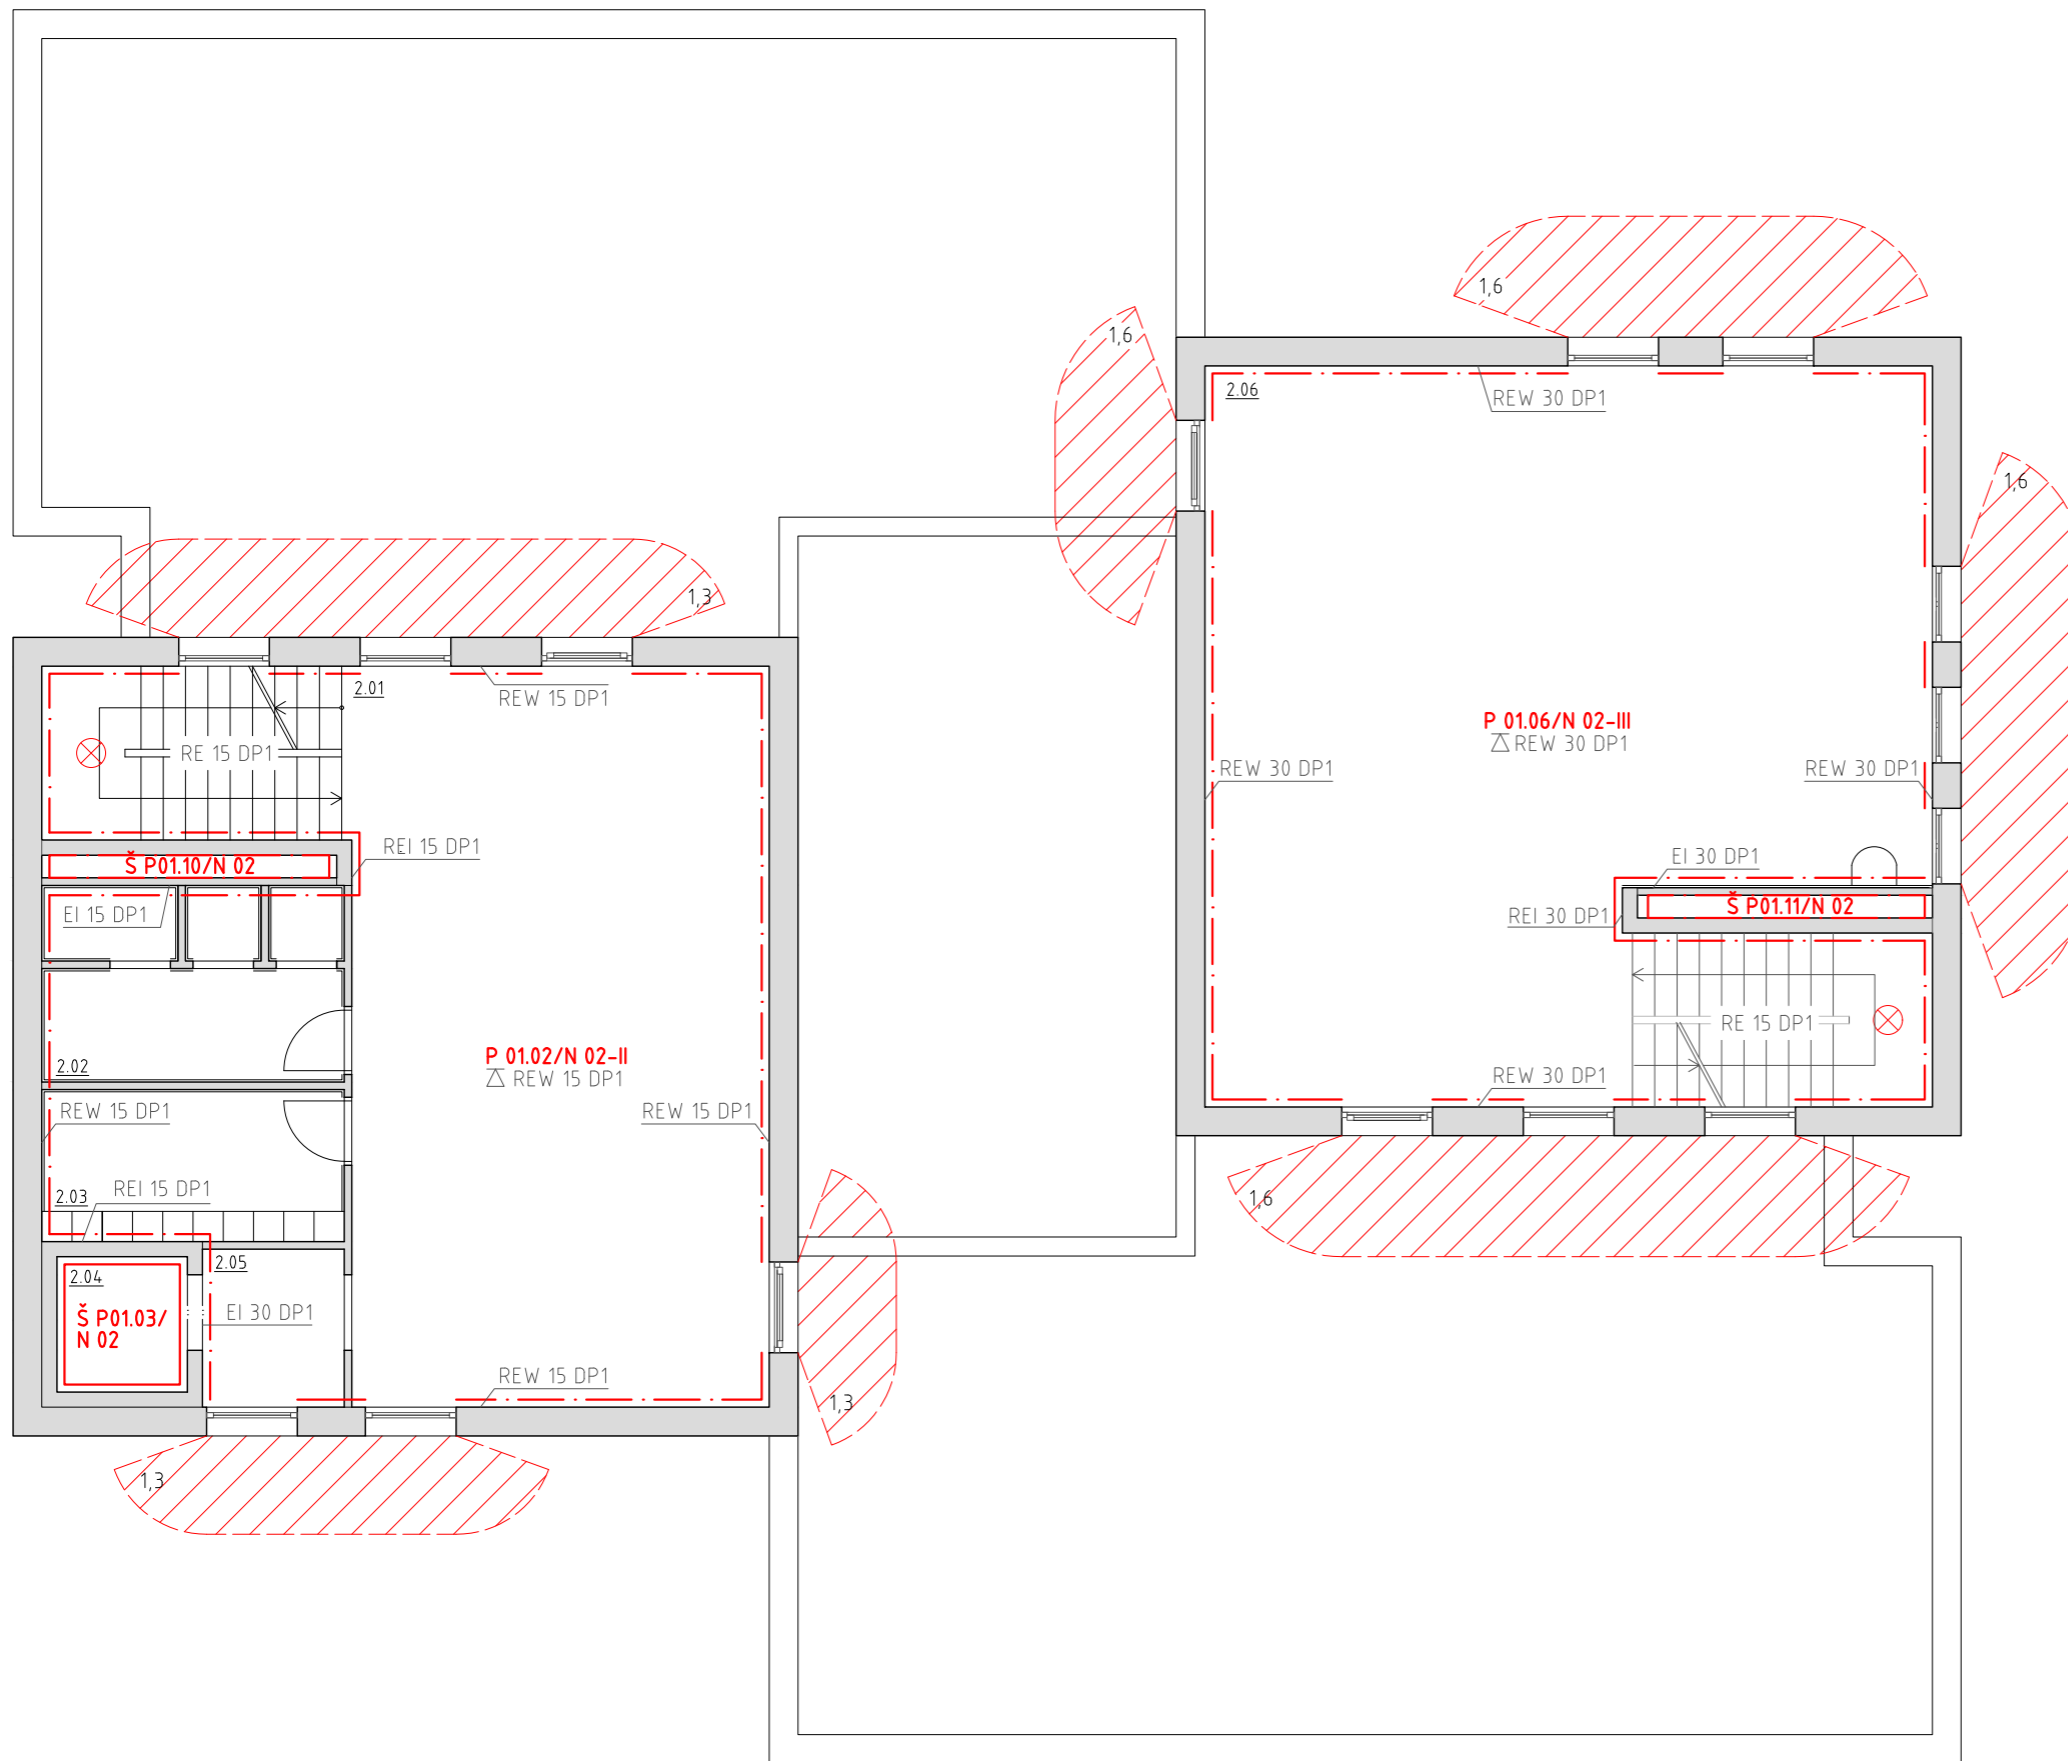 1,6
1,6
2.06
REW 30 DP1
1,6
1,3
2.01
REW 15 DP1
P 01.06/N 02-III
REW 30 DP1
RE 15 DP1
REW 30 DP1
REW 30 DP1
REI 15 DP1
EI 30 DP1
Š P01.10/N 02
Š P01.11/N 02
EI 15 DP1
REI 30 DP1
RE 15 DP1
P 01.02/N 02-II
REW 15 DP1
2.02
REW 30 DP1
REW 15 DP1
REW 15 DP1
REI 15 DP1
2.03
1,6
2.05
2.04
Š P01.03/
N 02
EI 30 DP1
REW 15 DP1
1,3
1,3